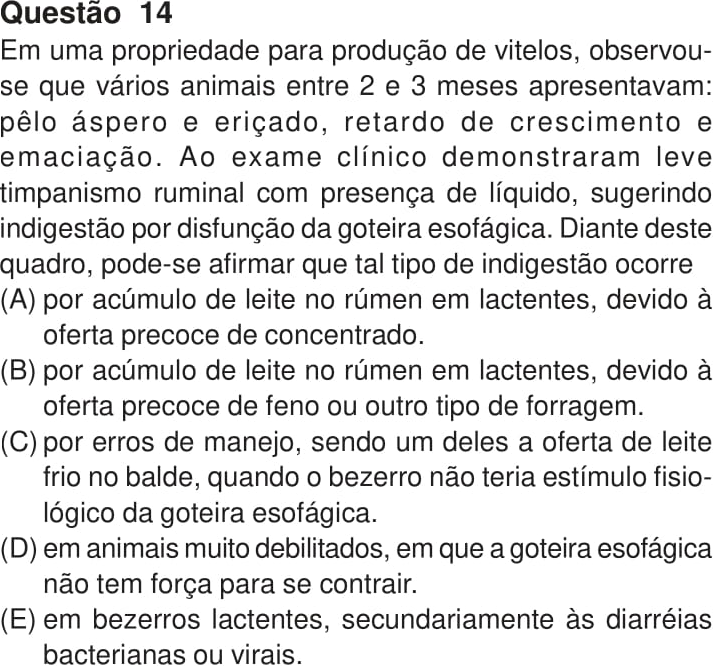 Questão 14
Em uma propriedade para produção de vitelos, observou-
se que vários animais entre 2 e 3 meses apresentavam:
pêlo áspero e eriçado, retardo de crescimento e
emaciação. Ao exame clínico demonstraram leve
timpanismo ruminal com presença de líquido, sugerindo
indigestão por disfunção da goteira esofágica. Diante deste
quadro, pode-se afirmar que tal tipo de indigestão ocorre
(A) por acúmulo de leite no rúmen em lactentes, devido à
oferta precoce de concentrado.
(B) por acúmulo de leite no rúmen em lactentes, devido à
oferta precoce de feno ou outro tipo de forragem.
(C) por erros de manejo, sendo um deles a oferta de leite
frio no balde, quando o bezerro não teria estímulo fisio-
lógico da goteira esofágica.
(D) em animais muito debilitados, em que a goteira esofágica
não tem força para se contrair.
(E) em bezerros lactentes, secundariamente às diarréias
bacterianas ou virais.